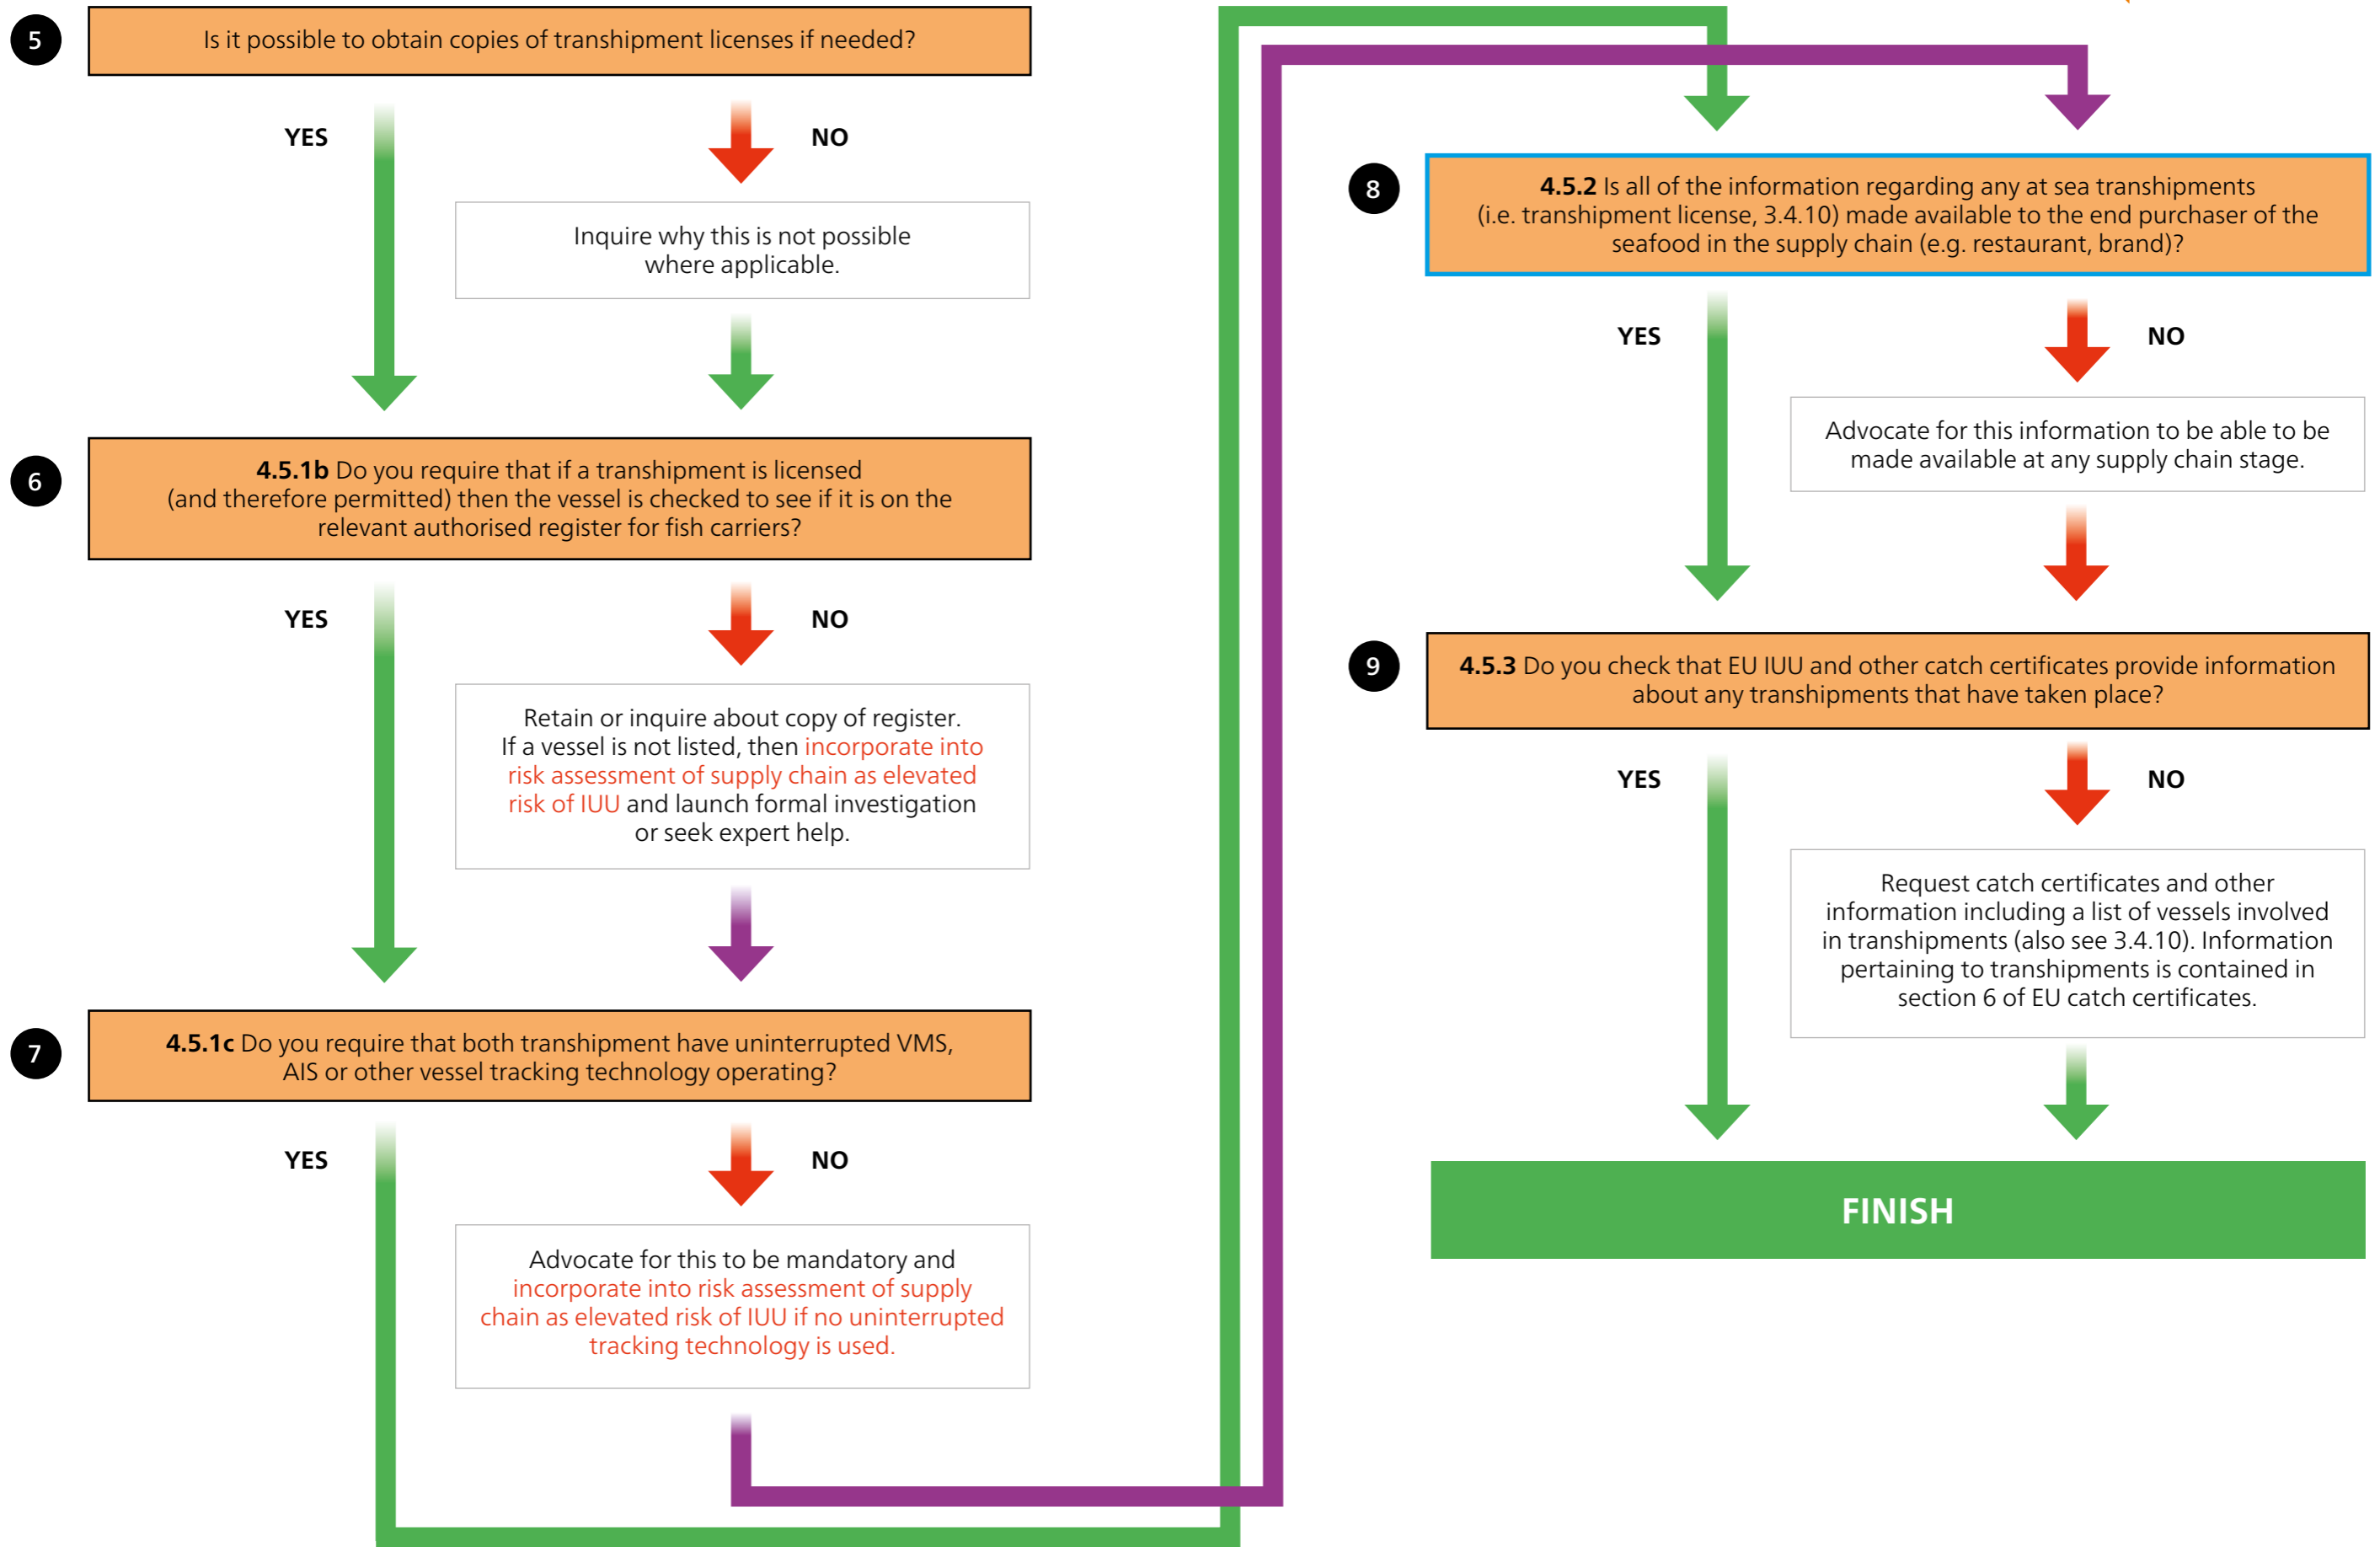 5
Is it possible to obtain copies of transhipment licenses if needed?
YES
NO
Inquire why this is not possible
where applicable.
6
4.5.1b Do you require that if a transhipment is licensed
(and therefore permitted) then the vessel is checked to see if it is on the
relevant authorised register for fish carriers?
YES
NO
Retain or inquire about copy of register.
If a vessel is not listed, then incorporate into
risk assessment of supply chain as elevated
risk of IUU and launch formal investigation
or seek expert help.
7
4.5.1c Do you require that both transhipment have uninterrupted VMS,
AIS or other vessel tracking technology operating?
YES
NO
Advocate for this to be mandatory and
incorporate into risk assessment of supply
chain as elevated risk of IUU if no uninterrupted
tracking technology is used.
8
4.5.2 Is all of the information regarding any at sea transhipments
(i.e. transhipment license, 3.4.10) made available to the end purchaser of the
seafood in the supply chain (e.g. restaurant, brand)?
YES
NO
Advocate for this information to be able to be
made available at any supply chain stage.
9
4.5.3 Do you check that EU IUU and other catch certificates provide information
about any transhipments that have taken place?
YES
NO
Request catch certificates and other
information including a list of vessels involved
in transhipments (also see 3.4.10). Information
pertaining to transhipments is contained in
section 6 of EU catch certificates.
FINISH